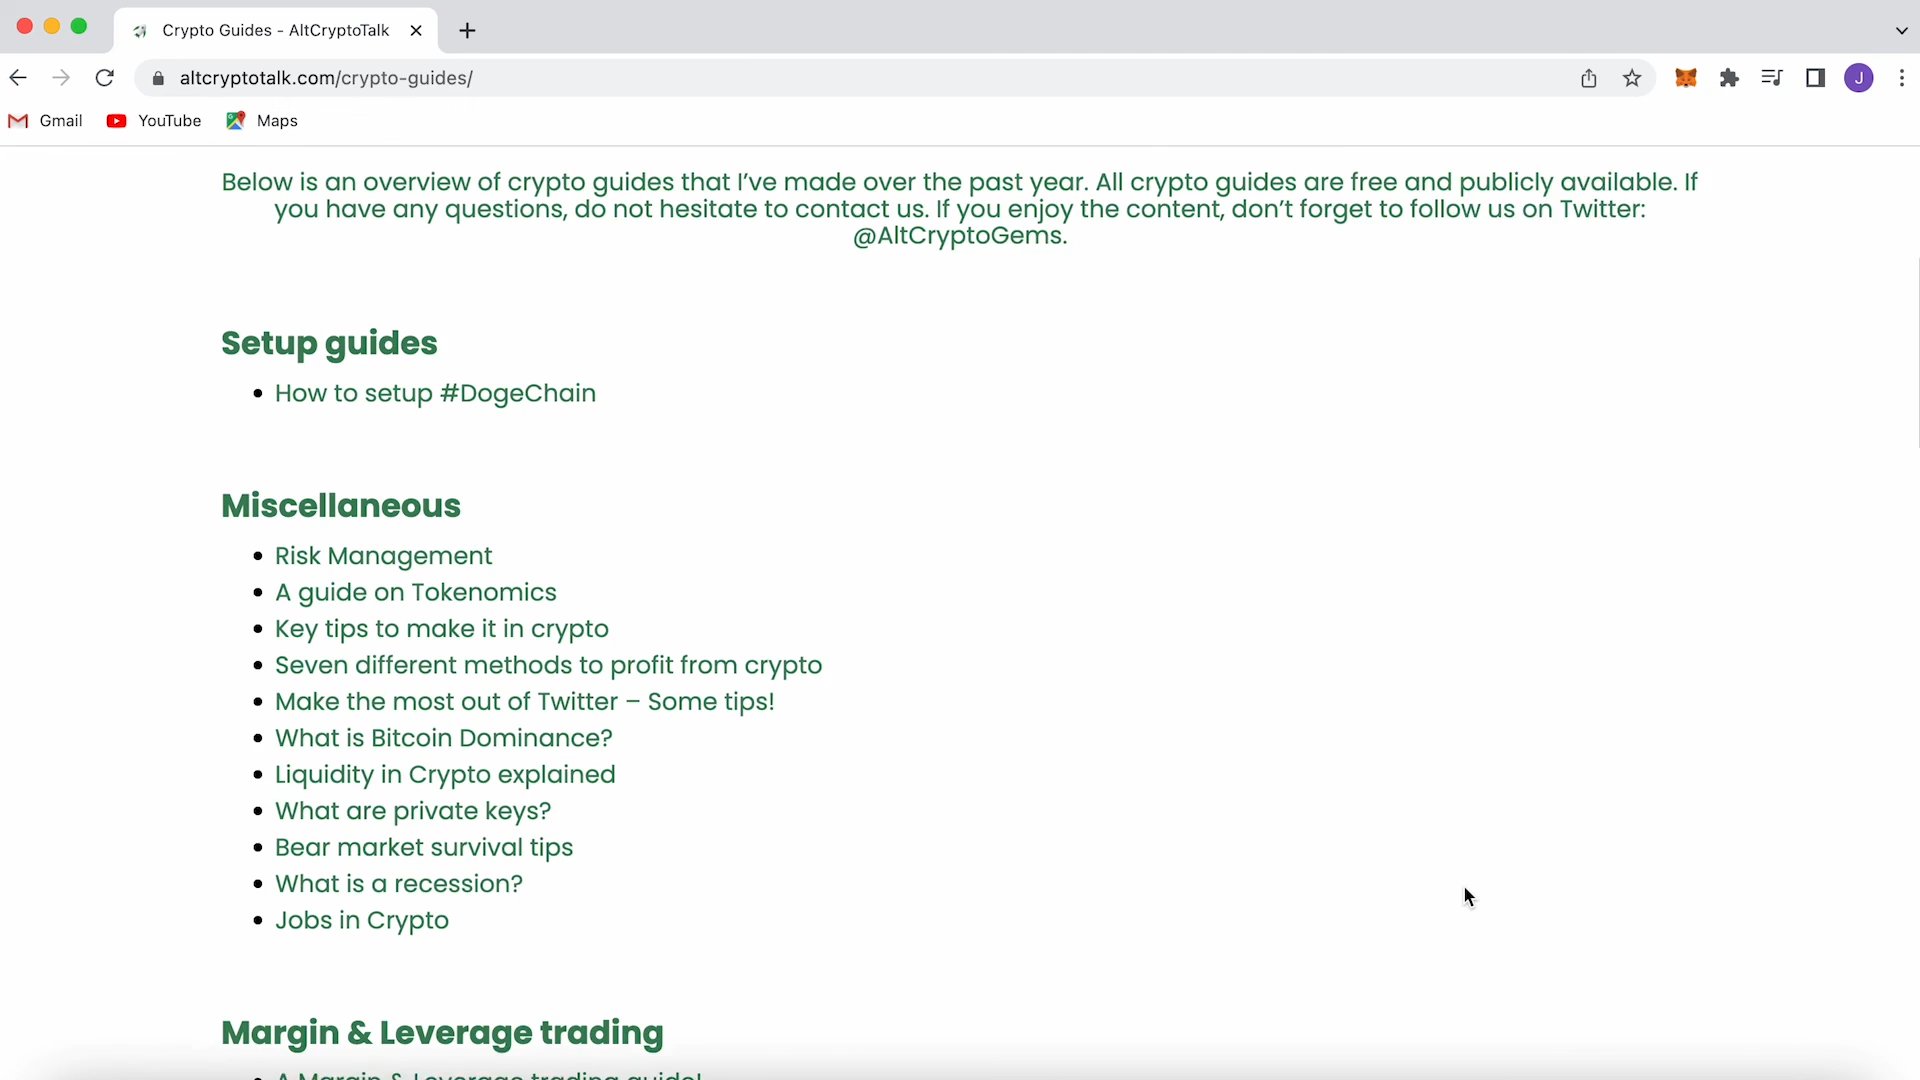 Crypto Guides - AltCryptoTalk
altcryptotalk.com/crypto-guides/
J
Gmail YouTube Maps
Below is an overview of crypto guides that I’ve made over the past year. All crypto guides are free and publicly available. If
you have any questions, do not hesitate to contact us. If you enjoy the content, don’t forget to follow us on Twitter:
@AltCryptoGems.
Setup guides
How to setup #DogeChain
Miscellaneous
Risk Management
A guide on Tokenomics
Key tips to make it in crypto
Seven different methods to profit from crypto
Make the most out of Twitter – Some tips!
What is Bitcoin Dominance?
Liquidity in Crypto explained
What are private keys?
Bear market survival tips
What is a recession?
Jobs in Crypto
Margin & Leverage trading
A Margin & Leverage trading guide!